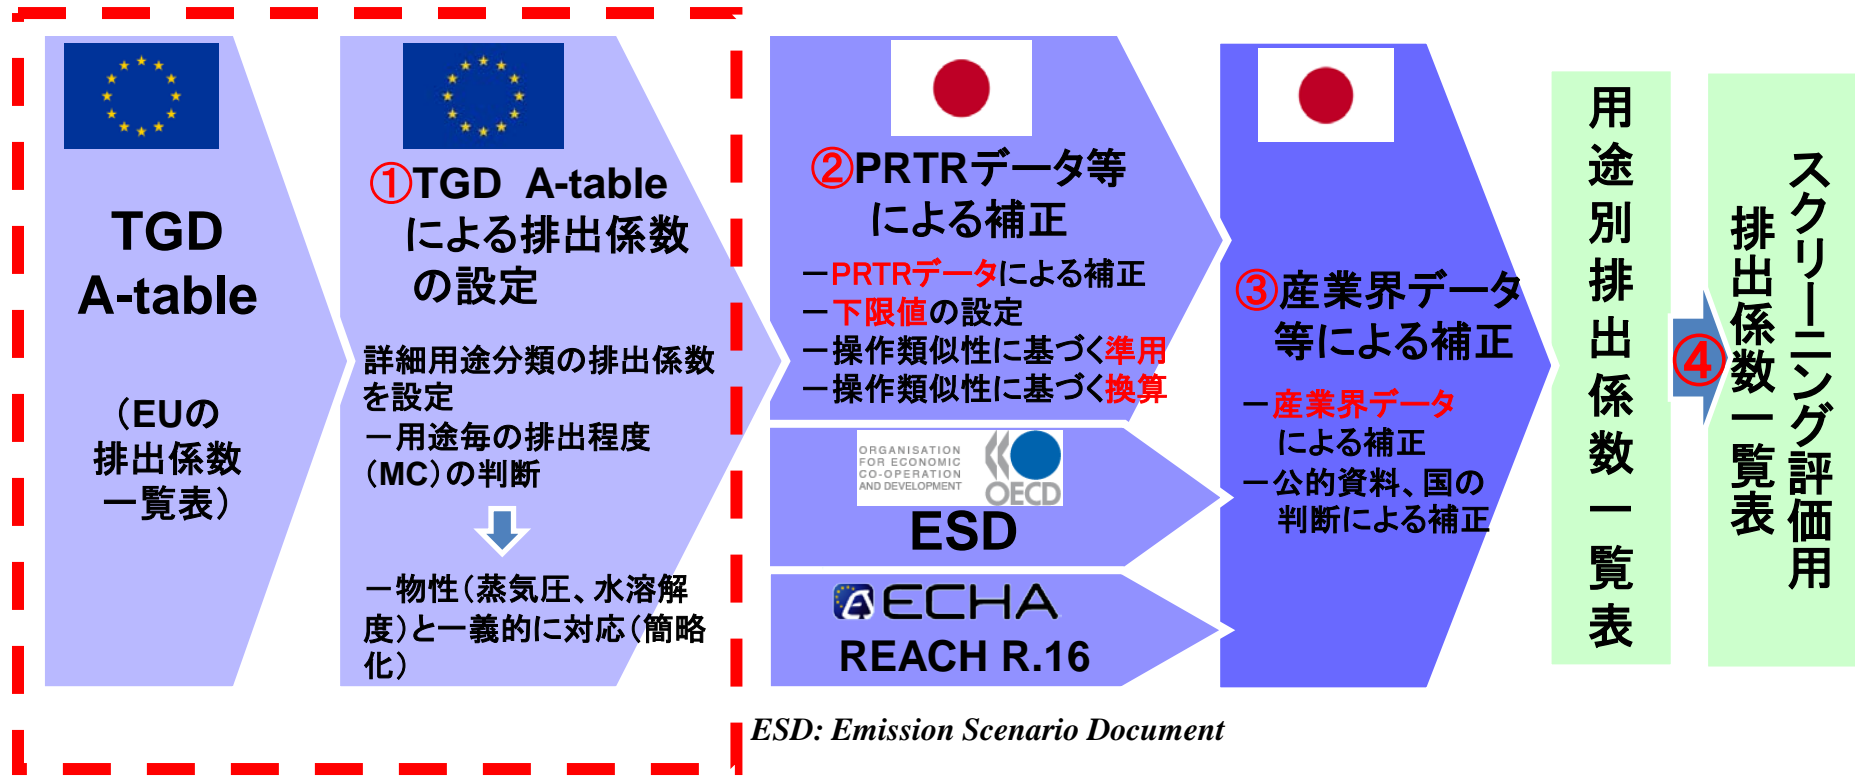 TGD
A-table
（EUの
排出係数
一覧表）
①TGD A-table
による排出係数
の設定
詳細用途分類の排出係数
を設定
－用途毎の排出程度
（MC）の判断
－物性（蒸気圧、水溶解
度）と一義的に対応（簡略
化）
②PRTRデータ等
による補正
－PRTRデータによる補正
－下限値の設定
－操作類似性に基づく準用
－操作類似性に基づく換算
ORGANISATION
FOR ECONOMIC
CO-OPERATION
AND DEVELOPMENT
OECD
ESD
ECHA
REACH R.16
③産業界データ
等による補正
－産業界データ
による補正
－公的資料、国の
判断による補正
用途別排出係数一覧表
④
スクリーニング評価用
排出係数一覧表
ESD: Emission Scenario Document